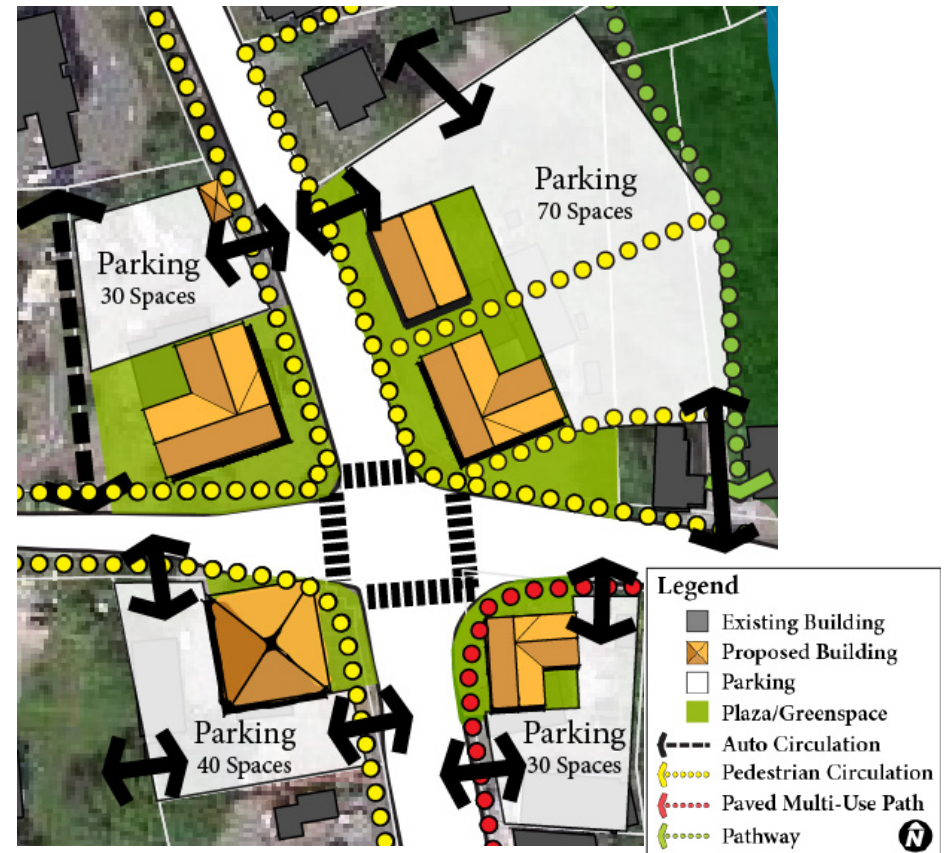 Parking
70 Spaces
Parking
30 Spaces
Parking
40 Spaces
Parking
30 Spaces
Legend
Existing Building
Proposed Building
Parking
Plaza/Greenspace
Auto Circulation
Pedestrian Circulation
Paved Multi-Use Path
Pathway
N